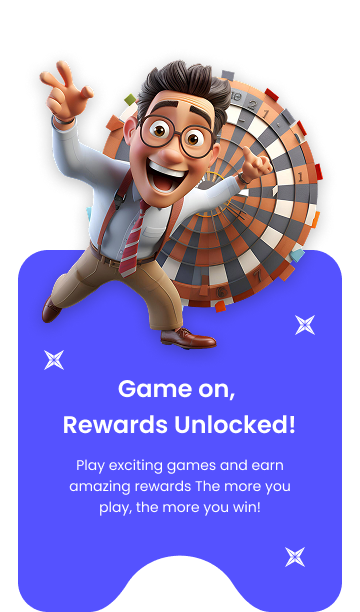 Game on,
Rewards Unlocked!
Play exciting games and earn
amazing rewards The more you
play, the more you win!